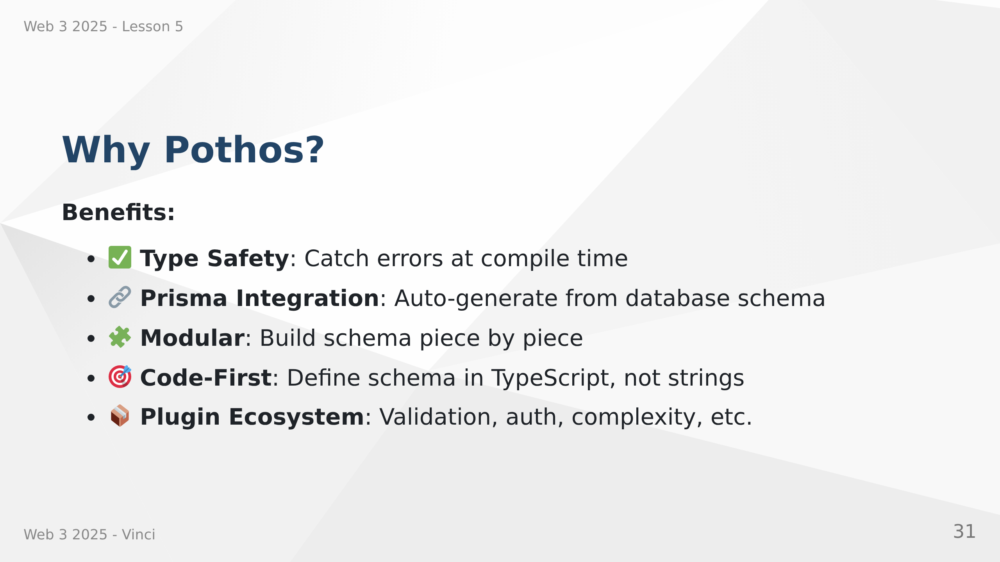 Web 3 2025 - Lesson 5
Why Pothos?
Benefits:
• ✅ Type Safety: Catch errors at compile time
• 🔗 Prisma Integration: Auto-generate from database schema
• 🧩 Modular: Build schema piece by piece
• 🎯 Code-First: Define schema in TypeScript, not strings
• 📦 Plugin Ecosystem: Validation, auth, complexity, etc.
Web 3 2025 - Vinci
31